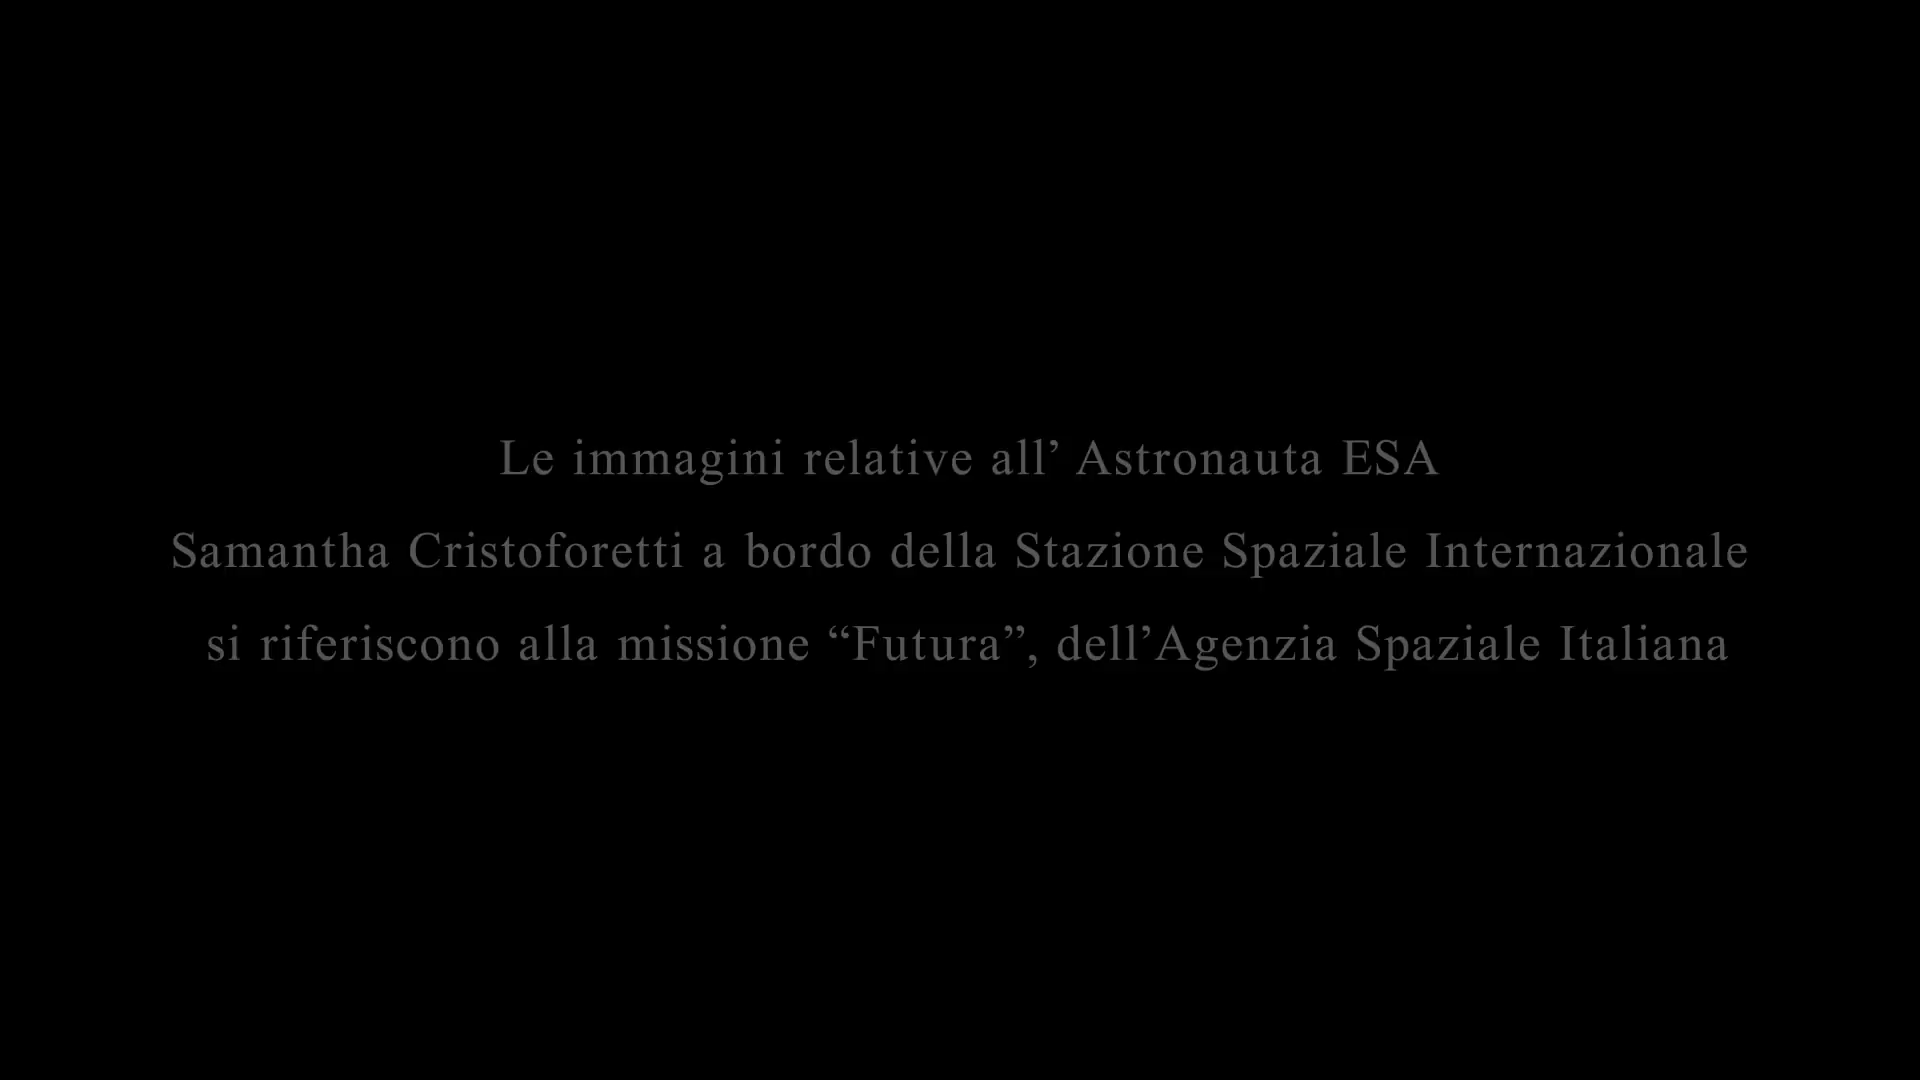 Le immagini relative all’ Astronauta ESA
Samantha Cristoforetti a bordo della Stazione Spaziale Internazionale
si riferiscono alla missione “Futura”, dell’Agenzia Spaziale Italiana